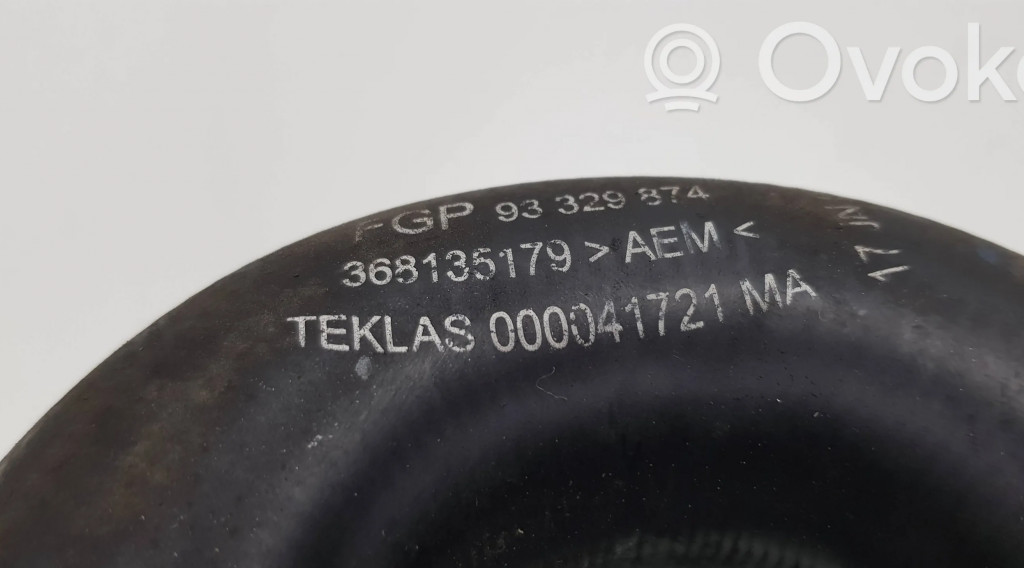 Ovoko
FGP 93 329 874
368135179 > AEM <
TEKLAS 000041721 MA